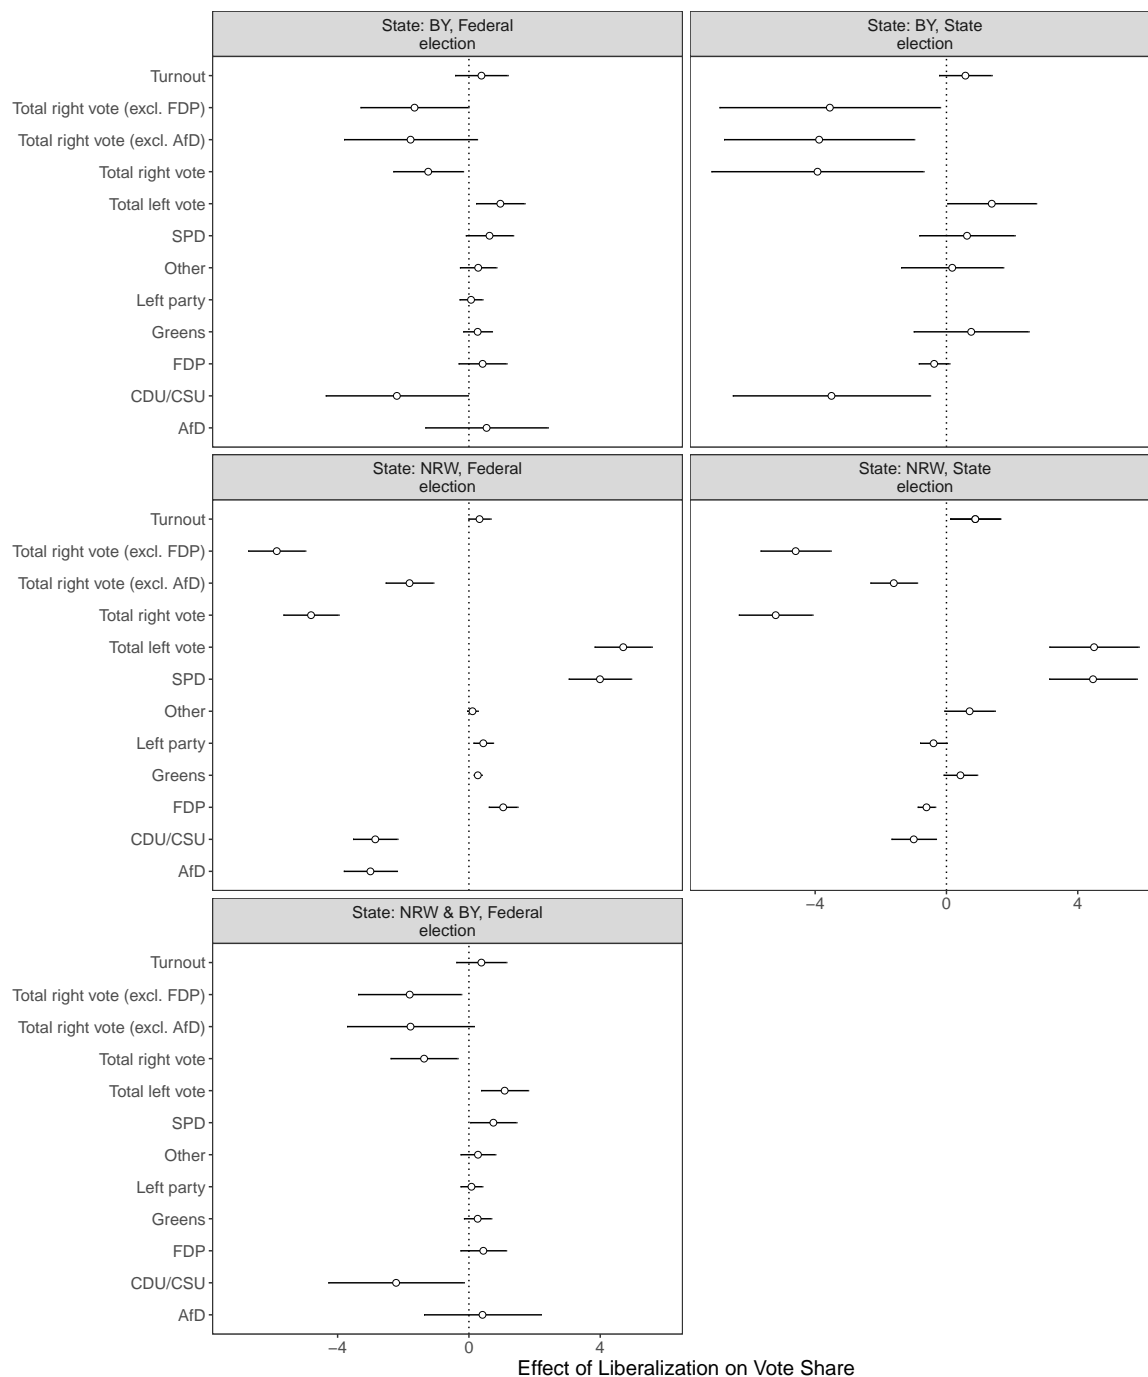 State: BY, Federal
election
State: BY, State
election
Turnout
Total right vote (excl. FDP)
Total right vote (excl. AfD)
Total right vote
Total left vote
SPD
Other
Left party
Greens
FDP
CDU/CSU
AfD
State: NRW, Federal
election
State: NRW, State
election
Turnout
Total right vote (excl. FDP)
Total right vote (excl. AfD)
Total right vote
Total left vote
SPD
Other
Left party
Greens
FDP
CDU/CSU
AfD
−4 0 4
State: NRW & BY, Federal
election
Turnout
Total right vote (excl. FDP)
Total right vote (excl. AfD)
Total right vote
Total left vote
SPD
Other
Left party
Greens
FDP
CDU/CSU
AfD
−4 0 4
Effect of Liberalization on Vote Share